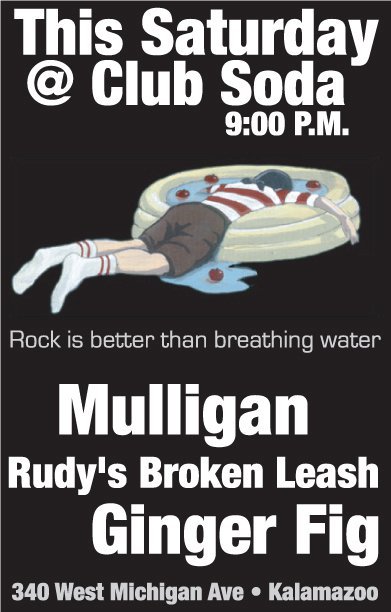 This Saturday
@ Club Soda
9:00 P.M.
Rock is better than breathing water
Mulligan
Rudy's Broken Leash
Ginger Fig
340 West Michigan Ave • Kalamazoo